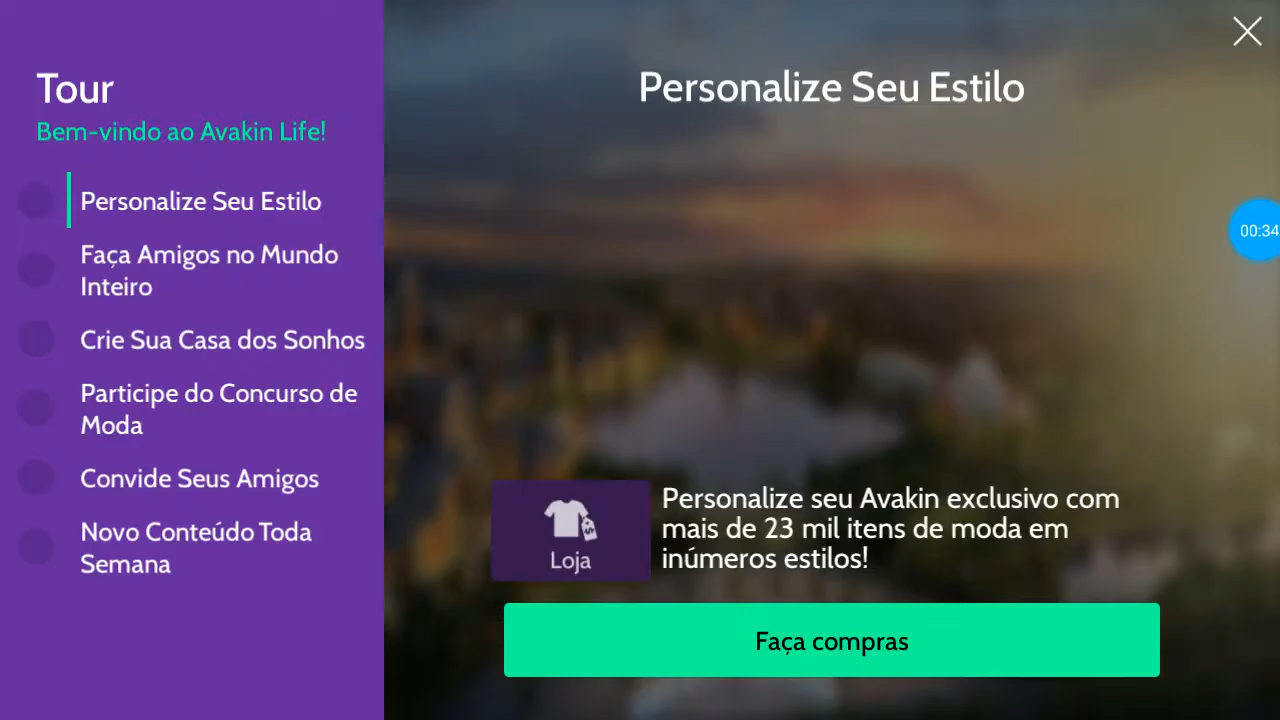 Tour
Bem-vindo ao Avakin Life!
Personalize Seu Estilo
Faça Amigos no Mundo
Inteiro
Crie Sua Casa dos Sonhos
Participe do Concurso de
Moda
Convide Seus Amigos
Novo Conteúdo Toda
Semana
Personalize Seu Estilo
00:34
Loja
Personalize seu Avakin exclusivo com
mais de 23 mil itens de moda em
inúmeros estilos!
Faça compras